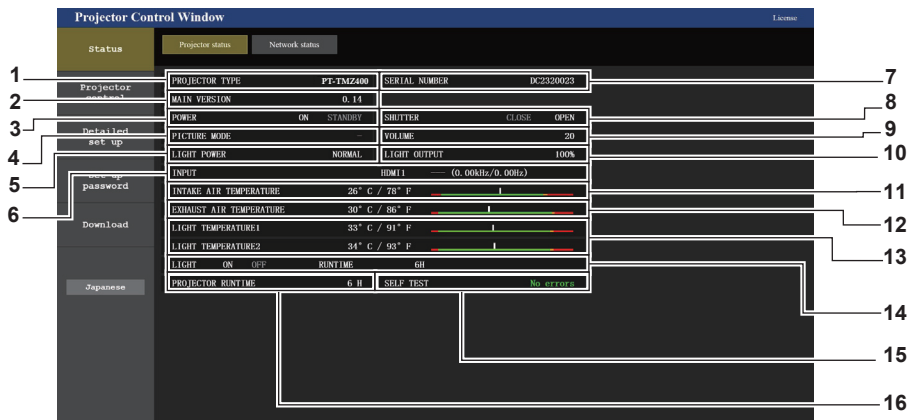 Projector Control Window License
Status Projector status Network status
1 PROJECTOR TYPE PT-TMZ400 SERIAL NUMBER DC2320023 7
Projector
control
2 MAIN VERSION 0.14
3 POWER ON STANDBY SHUTTER CLOSE OPEN 8
Detailed
set up
4 PICTURE MODE - VOLUME 20 9
5 LIGHT POWER NORMAL LIGHT OUTPUT 100% 10
Set up
password
6 INPUT HDMI1 --- (0.00kHz/0.00Hz)
INTAKE AIR TEMPERATURE 26° C / 78° F 11
EXHAUST AIR TEMPERATURE 30° C / 86° F 12
Download
LIGHT TEMPERATURE1 33° C / 91° F
LIGHT TEMPERATURE2 34° C / 93° F 13
LIGHT ON OFF RUNTIME 6H 14
PROJECTOR RUNTIME 6 H SELF TEST No errors 15
Japanese
16